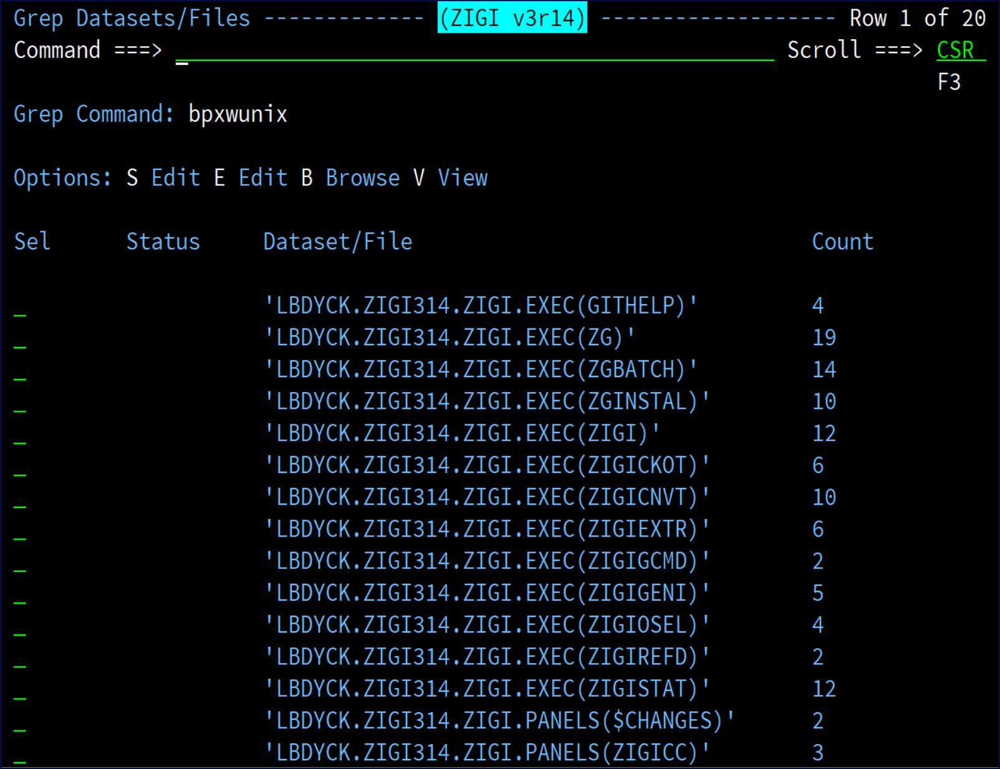 Grep Datasets/Files ------------- (ZIGI v3r14) ------------------- Row 1 of 20
Command ===> _ Scroll ===> CSR
F3
Grep Command: bpxwunix
Options: S Edit E Edit B Browse V View
Sel Status Dataset/File Count
_ 'LBDYCK.ZIGI314.ZIGI.EXEC(GITHELP)' 4
_ 'LBDYCK.ZIGI314.ZIGI.EXEC(ZG)' 19
_ 'LBDYCK.ZIGI314.ZIGI.EXEC(ZGBATCH)' 14
_ 'LBDYCK.ZIGI314.ZIGI.EXEC(ZGINSTAL)' 10
_ 'LBDYCK.ZIGI314.ZIGI.EXEC(ZIGI)' 12
_ 'LBDYCK.ZIGI314.ZIGI.EXEC(ZIGICKOT)' 6
_ 'LBDYCK.ZIGI314.ZIGI.EXEC(ZIGICNVT)' 10
_ 'LBDYCK.ZIGI314.ZIGI.EXEC(ZIGIEXTR)' 6
_ 'LBDYCK.ZIGI314.ZIGI.EXEC(ZIGIGCMD)' 2
_ 'LBDYCK.ZIGI314.ZIGI.EXEC(ZIGIGENI)' 5
_ 'LBDYCK.ZIGI314.ZIGI.EXEC(ZIGIOSEL)' 4
_ 'LBDYCK.ZIGI314.ZIGI.EXEC(ZIGIREFD)' 2
_ 'LBDYCK.ZIGI314.ZIGI.EXEC(ZIGISTAT)' 12
_ 'LBDYCK.ZIGI314.ZIGI.PANELS($CHANGES)' 2
_ 'LBDYCK.ZIGI314.ZIGI.PANELS(ZIGICC)' 3